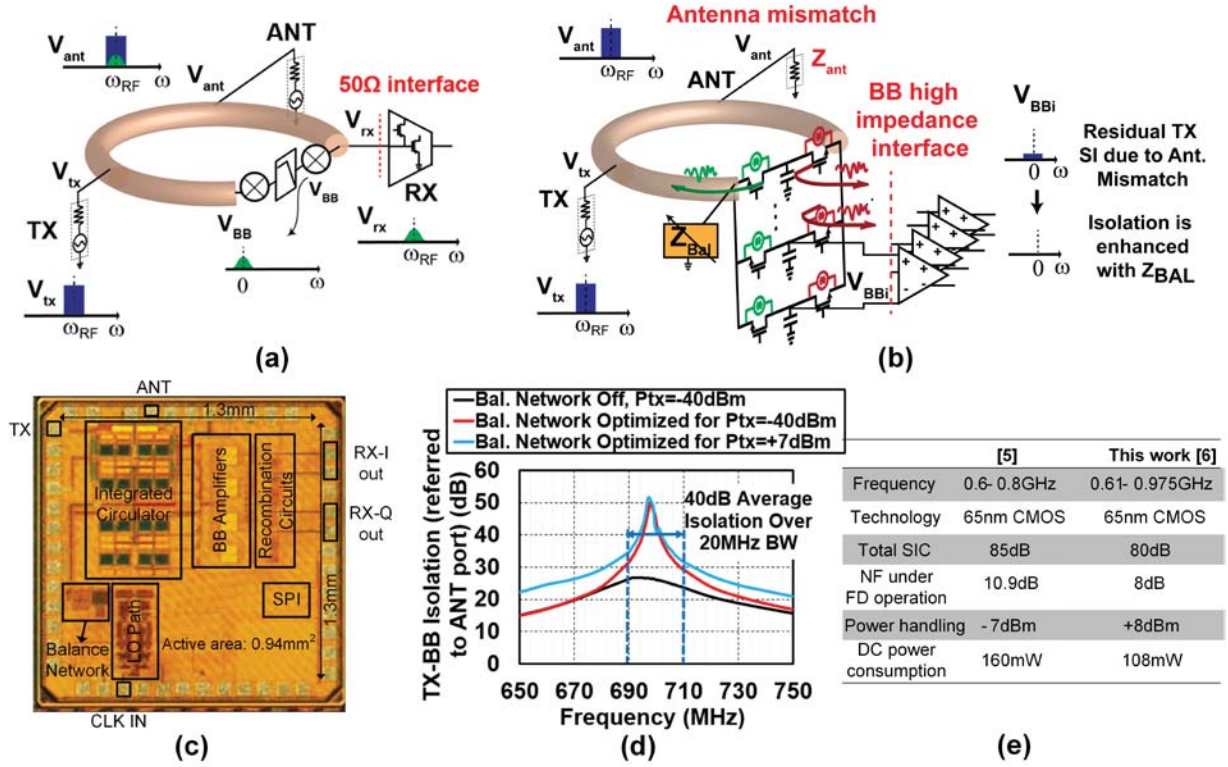 ANT
V_ant
ω_RF
ω
V_ant
50Ω interface
V_rx
RX
V_tx
TX
V_BB
V_BB
0
ω
V_rx
ω_RF
ω
V_tx
ω_RF
ω
(a)
Antenna mismatch
V_ant
ω_RF
ω
ANT
V_ant
Z_ant
BB high
impedance
interface
V_tx
TX
Z_Bal
V_BBi
V_tx
ω_RF
ω
V_BBi
0
ω
Residual TX
SI due to Ant.
Mismatch
Isolation is
enhanced
with Z_BAL
0
ω
(b)
ANT
TX
1.3mm
Integrated
Circulator
BB Amplifiers
Recombination
Circuits
RX-I
out
RX-Q
out
1.3mm
SPI
LO Path
Active area: 0.94mm²
Balance
Network
CLK IN
(c)
Bal. Network Off, Ptx=-40dBm
Bal. Network Optimized for Ptx=-40dBm
Bal. Network Optimized for Ptx=+7dBm
TX-BB Isolation (referred
to ANT port) (dB)
60
50
40
30
20
10
0
40dB Average
Isolation Over
20MHz BW
650 670 690 710 730 750
Frequency (MHz)
(d)
[5] This work [6]
Frequency 0.6- 0.8GHz 0.61- 0.975GHz
Technology 65nm CMOS 65nm CMOS
Total SIC 85dB 80dB
NF under
FD operation 10.9dB 8dB
Power handling -7dBm +8dBm
DC power
consumption 160mW 108mW
(e)